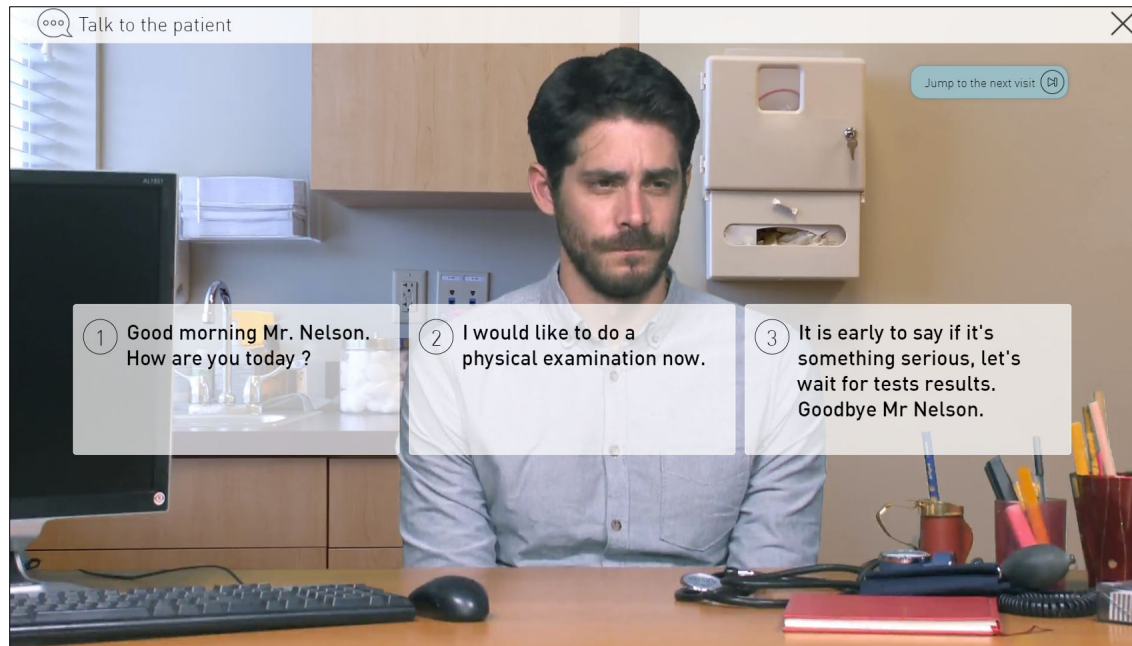 Talk to the patient
Jump to the next visit
AL1951
1 Good morning Mr. Nelson.
How are you today ?
2 I would like to do a
physical examination now.
3 It is early to say if it's
something serious, let's
wait for tests results.
Goodbye Mr Nelson.